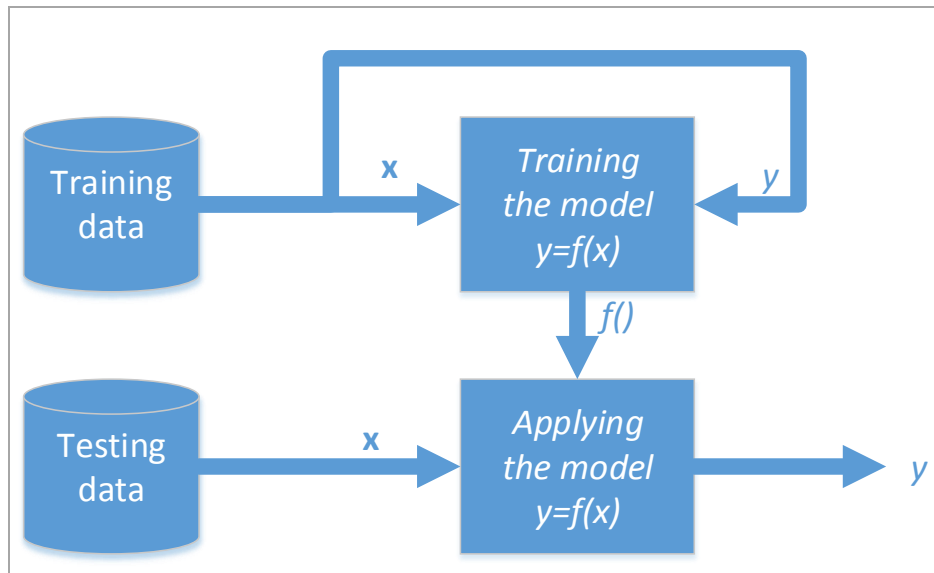 Training
data
x
Training
the model
y=f(x)
y
f()
Testing
data
x
Applying
the model
y=f(x)
y